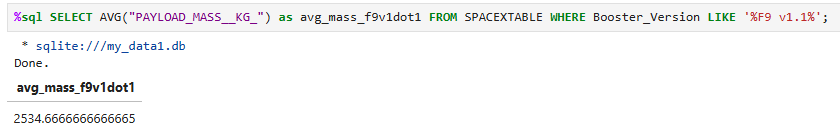 %sql SELECT AVG("PAYLOAD_MASS__KG_") as avg_mass_f9v1dot1 FROM SPACEXTABLE WHERE Booster_Version LIKE '%F9 v1.1%';
* sqlite:///my_data1.db
Done.
avg_mass_f9v1dot1
2534.6666666666665